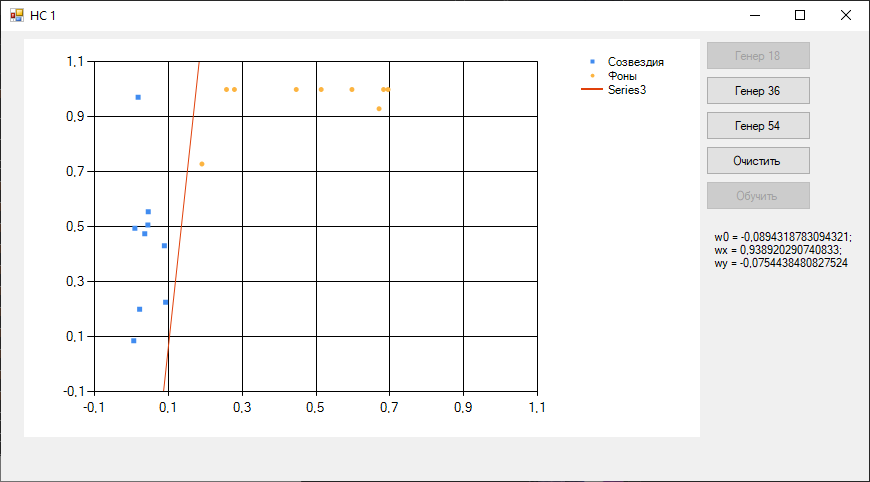 НС 1
1,1
0,9
0,7
0,5
0,3
0,1
-0,1
-0,1 0,1 0,3 0,5 0,7 0,9 1,1
Созвездия
Фоны
Series3
Генер 18
Генер 36
Генер 54
Очистить
Обучить
w0 = -0,0894318783094321;
wx = 0,938920290740833;
wy = -0,0754438480827524